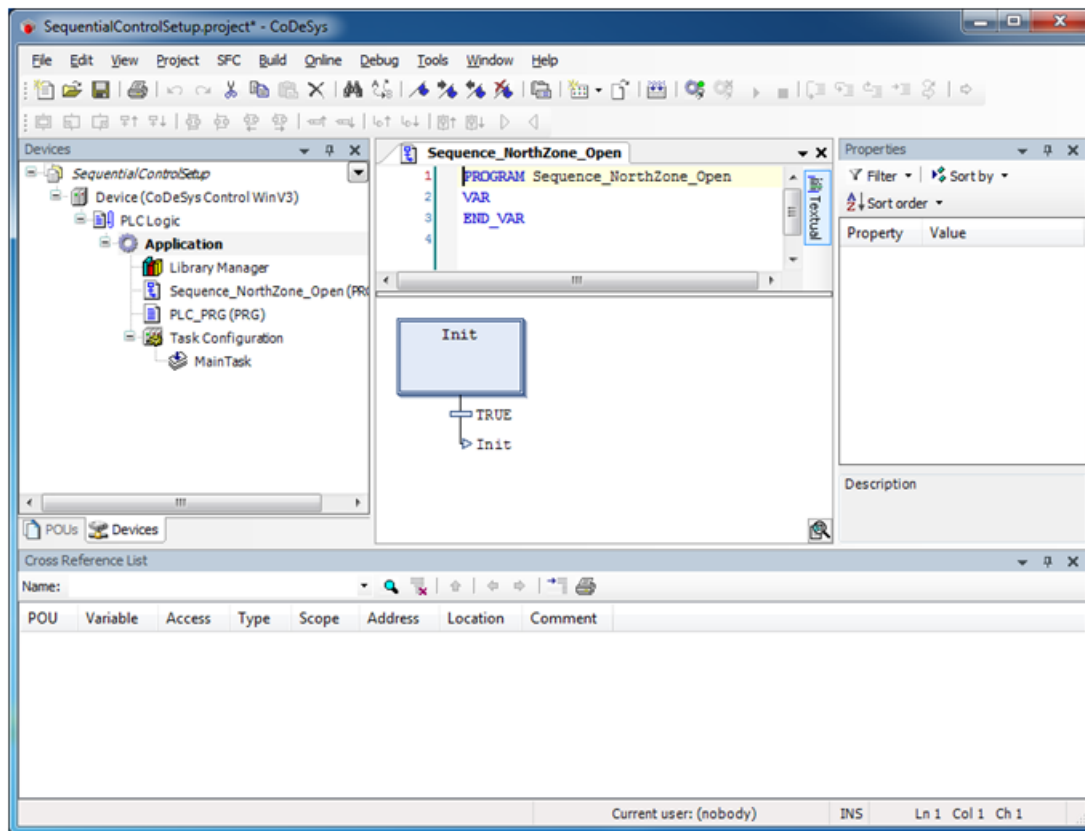 SequentialControlSetup.project* - CoDeSys
File Edit View Project SFC Build Online Debug Tools Window Help
Devices
SequentialControlSetup
Device (CoDeSys Control WinV3)
PLC Logic
Application
Library Manager
Sequence_NorthZone_Open (PRG
PLC_PRG (PRG)
Task Configuration
MainTask
POUs Devices
Sequence_NorthZone_Open
1 PROGRAM Sequence_NorthZone_Open
2 VAR
3 END_VAR
4
Textual
Init
TRUE
Init
Properties
Filter Sort by
Sort order
Property Value
Description
Cross Reference List
Name:
POU Variable Access Type Scope Address Location Comment
Current user: (nobody) INS Ln 1 Col 1 Ch 1